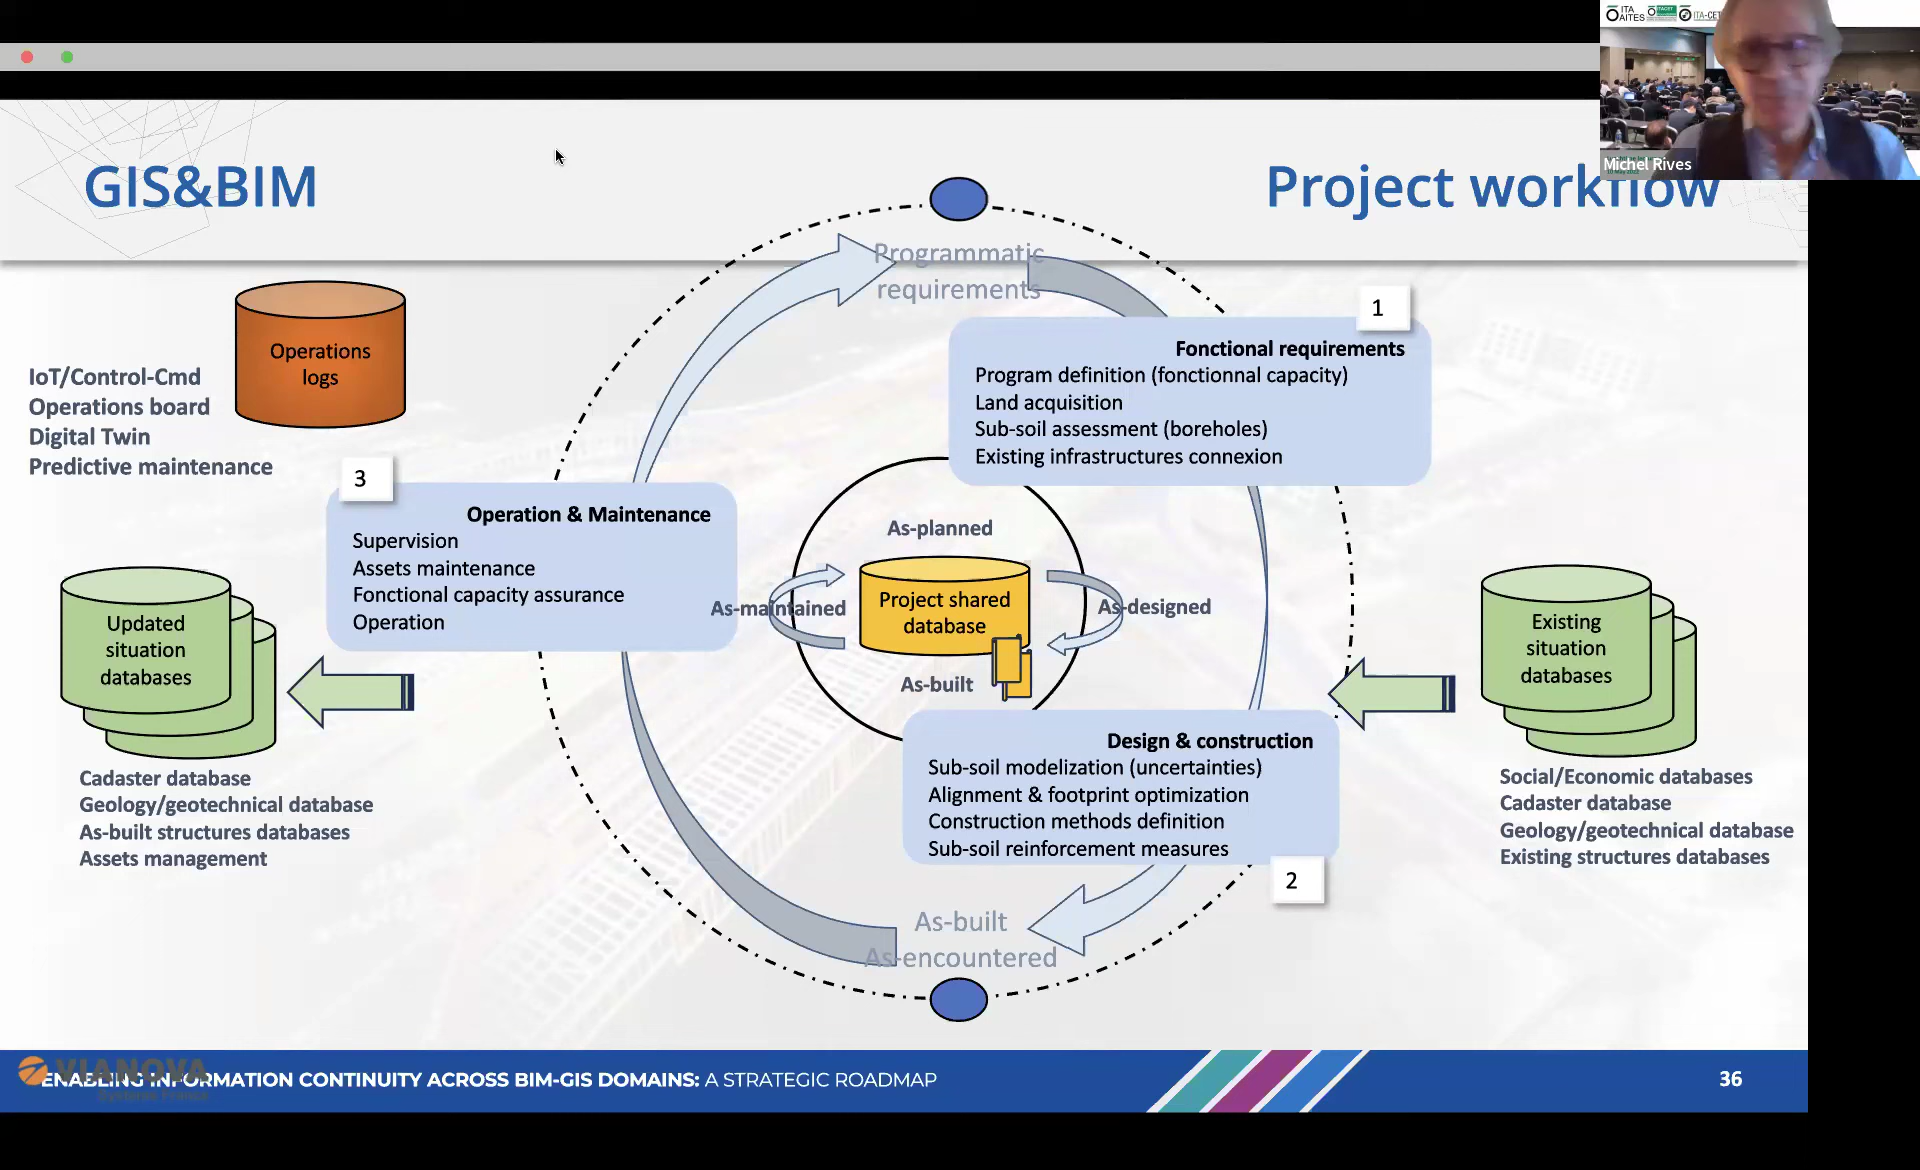 ITA
AITES
ITACET
ITA-CET
Michel Rives
GIS&BIM
Project workflow
Programmatic
requirements
1
Fonctional requirements
Program definition (fonctionnal capacity)
Land acquisition
Sub-soil assessment (boreholes)
Existing infrastructures connexion
Operations
logs
IoT/Control-Cmd
Operations board
Digital Twin
Predictive maintenance
3
Operation & Maintenance
Supervision
Assets maintenance
Fonctional capacity assurance
Operation
As-planned
As-maintained
Project shared
database
As-designed
As-built
Updated
situation
databases
Cadaster database
Geology/geotechnical database
As-built structures databases
Assets management
Existing
situation
databases
Social/Economic databases
Cadaster database
Geology/geotechnical database
Existing structures databases
Design & construction
Sub-soil modelization (uncertainties)
Alignment & footprint optimization
Construction methods definition
Sub-soil reinforcement measures
2
As-built
As-encountered
VIANOVA
ENABLING INFORMATION CONTINUITY ACROSS BIM-GIS DOMAINS: A STRATEGIC ROADMAP
36